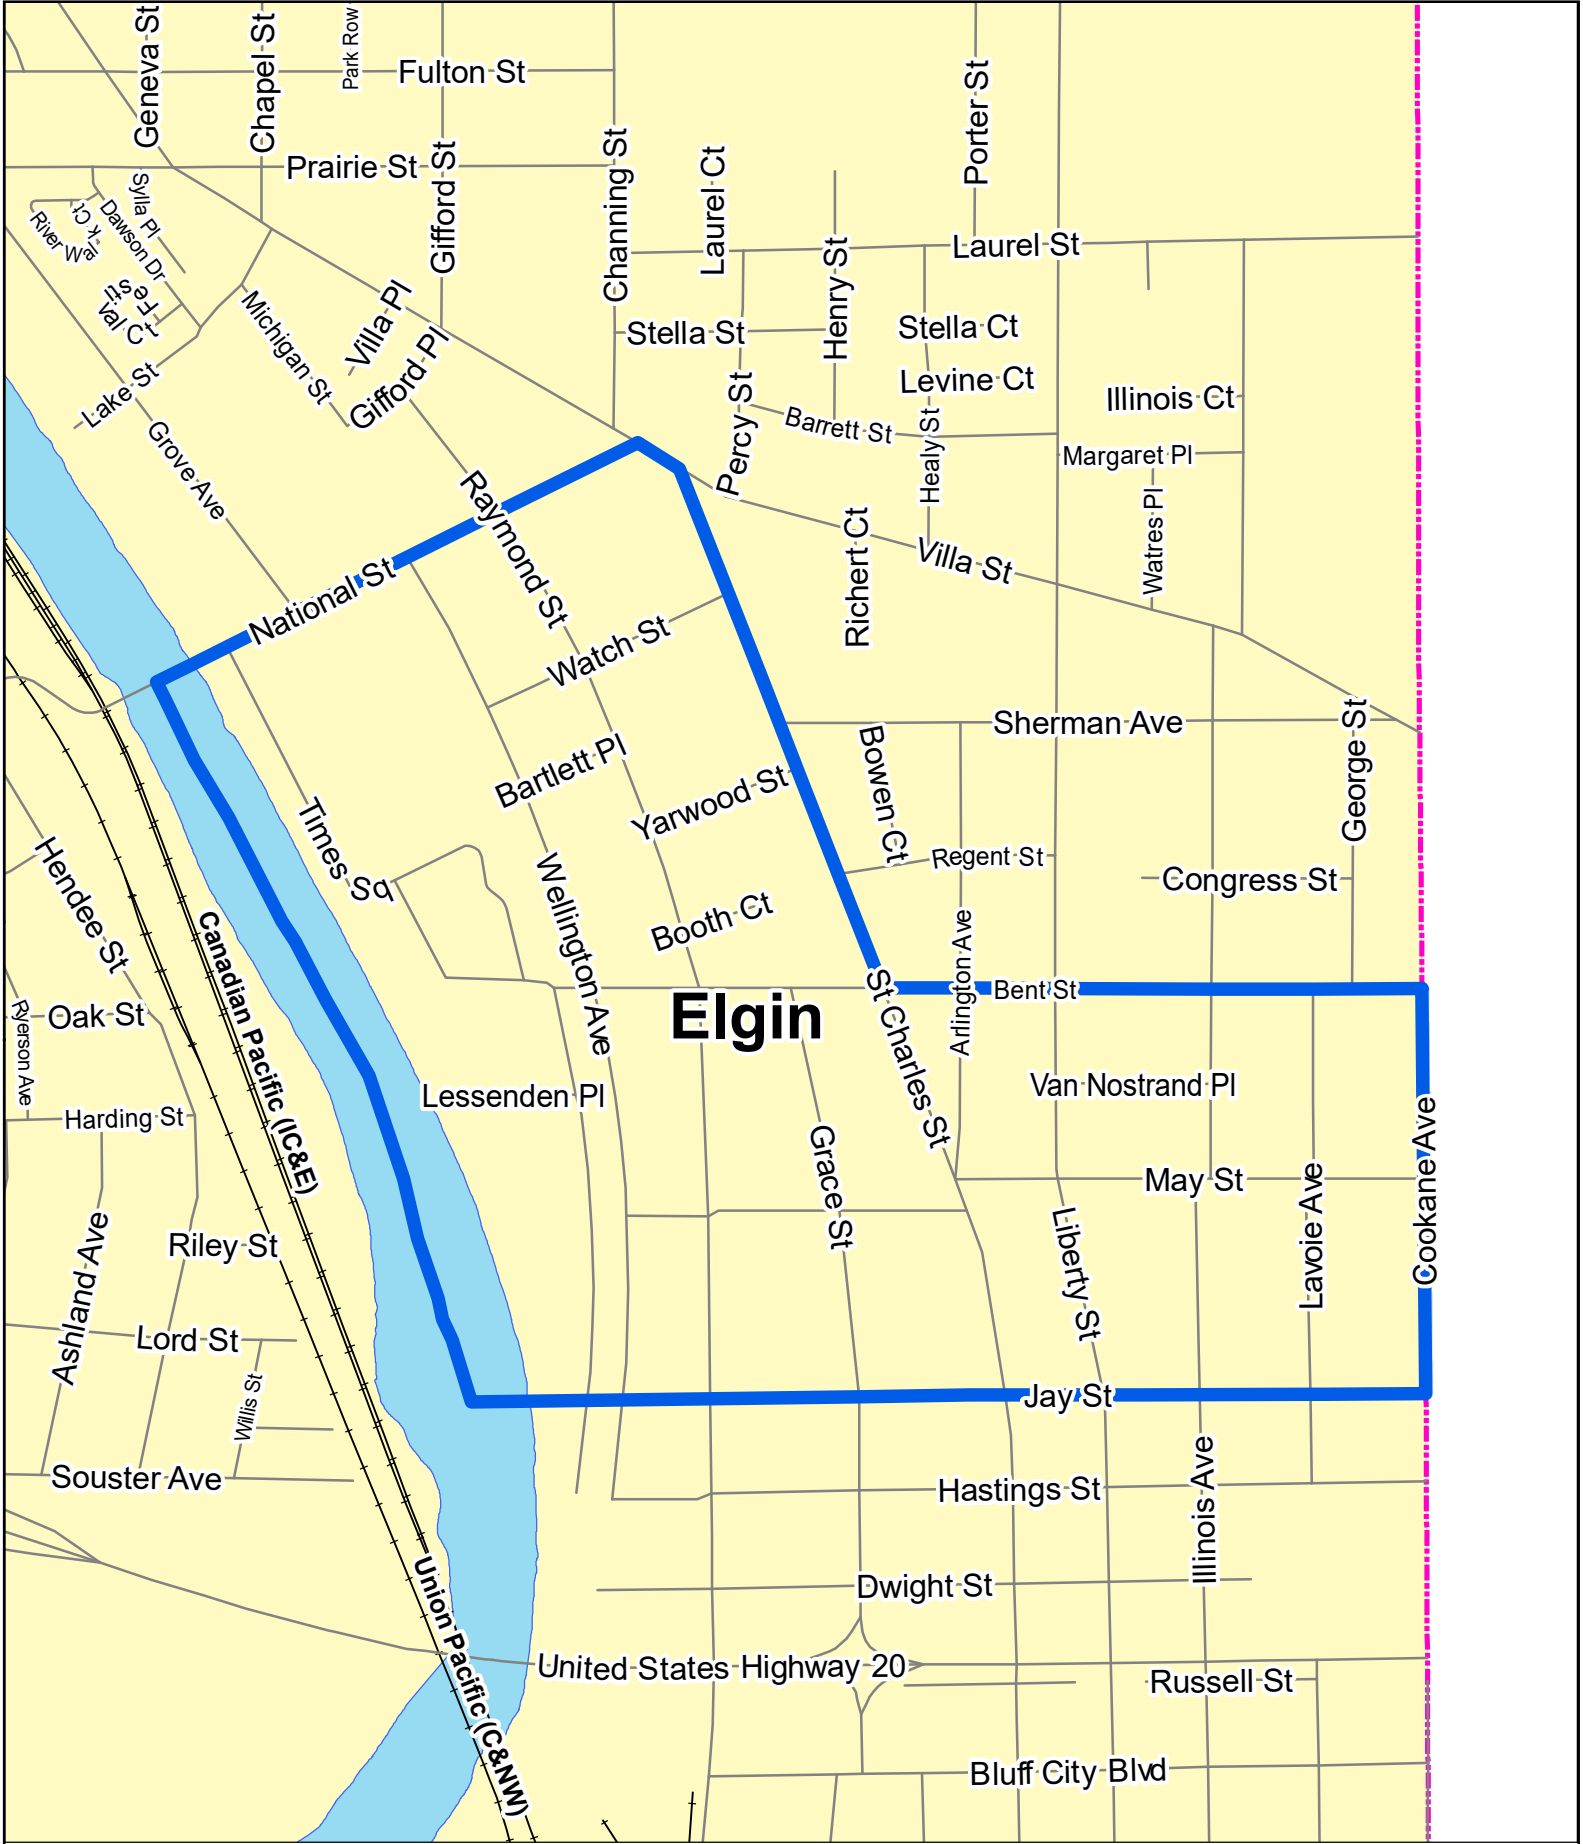 Geneva St
Chapel St
Park Row
Fulton St
Porter St
Prairie St
Gifford St
Channing St
Laurel Ct
Sylla Pl
Dawson Dr
River Wa
lk Ct
Henry St
Laurel St
Festi
val Ct
Michigan St
Villa Pl
Gifford Pl
Stella St
Stella Ct
Levine Ct
Illinois Ct
Lake St
Grove Ave
Percy St
Barrett St
Healy St
Margaret Pl
Raymond St
Watres Pl
Richert Ct
Villa St
National St
Watch St
Sherman Ave
George St
Bartlett Pl
Yarwood St
Bowen Ct
Times Sq
Hendee St
Regent St
Congress St
Wellington Ave
Booth Ct
Canadian Pacific (IC&E)
Arlington Ave
Bent St
Elgin
St Charles St
Oak St
Ryerson Ave
Lessenden Pl
Van Nostrand Pl
Harding St
Grace St
May St
Lavoie Ave
Cookane Ave
Ashland Ave
Riley St
Liberty St
Lord St
Willis St
Jay St
Souster Ave
Hastings St
Illinois Ave
Dwight St
Union Pacific (C&NW)
United States Highway 20
Russell St
Bluff City Blvd